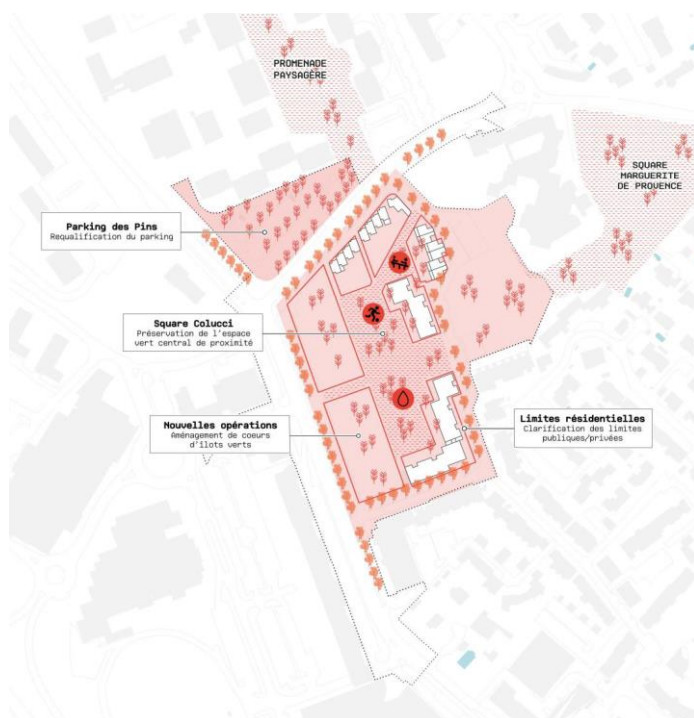 PROMENADE
PAYSAGÈRE
SQUARE
MARGUERITE
DE PROVENCE
Parking des Pins
Requalification du parking
Square Colucci
Préservation de l'espace
vert central de proximité
Nouvelles opérations
Aménagement de coeurs
d'îlots verts
Limites résidentielles
Clarification des limites
publiques/privées